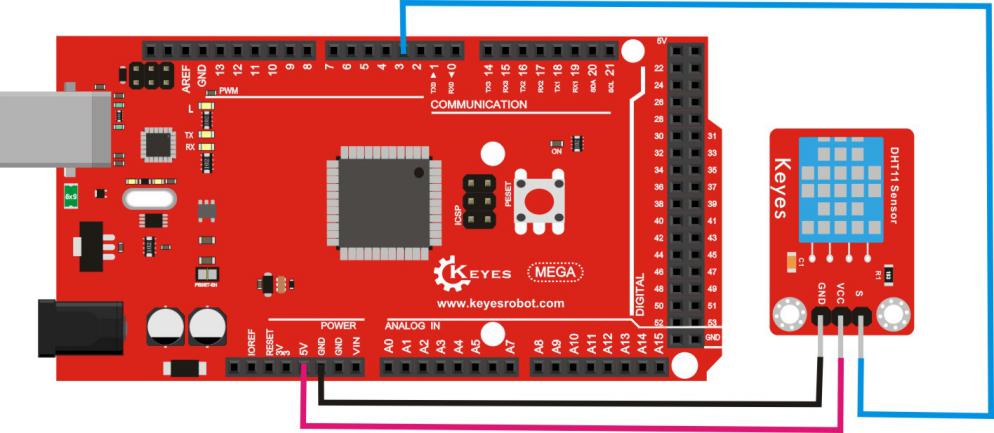 5V
AREF
GND
13
12
11
10
9
8
7
6
5
4
3
2
TX0 ▶ 1
RX0 ◀ 0
TX3 14
RX3 15
TX2 16
RX2 17
TX1 18
RX1 19
SDA 20
SCL 21
PWM
COMMUNICATION
L
TX
RX
ON
22
24
26
28
30 31
32 33
34 35
36 37
38 39
40 41
42 43
44 45
46 47
48 49
50 51
52 53
GND
DIGITAL
ICSP
PESET
KEYES
MEGA
www.keyesrobot.com
POWER
ANALOG IN
IOREF
RESET
3V
3
5V
GND
GND
VIN
A0
A1
A2
A3
A4
A5
A7
A8
A9
A10
A11
A12
A13
A14
A15
Keyes
DHT11 Sensor
C1
R1
GND
VCC
S